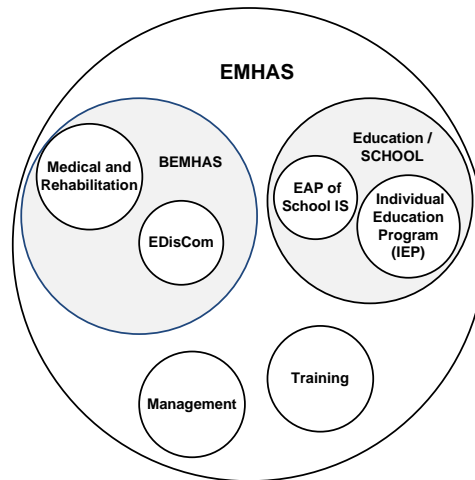 EMHAS
BEMHAS
Medical and
Rehabilitation
EDisCom
Education /
SCHOOL
EAP of
School IS
Individual
Education
Program
(IEP)
Management
Training